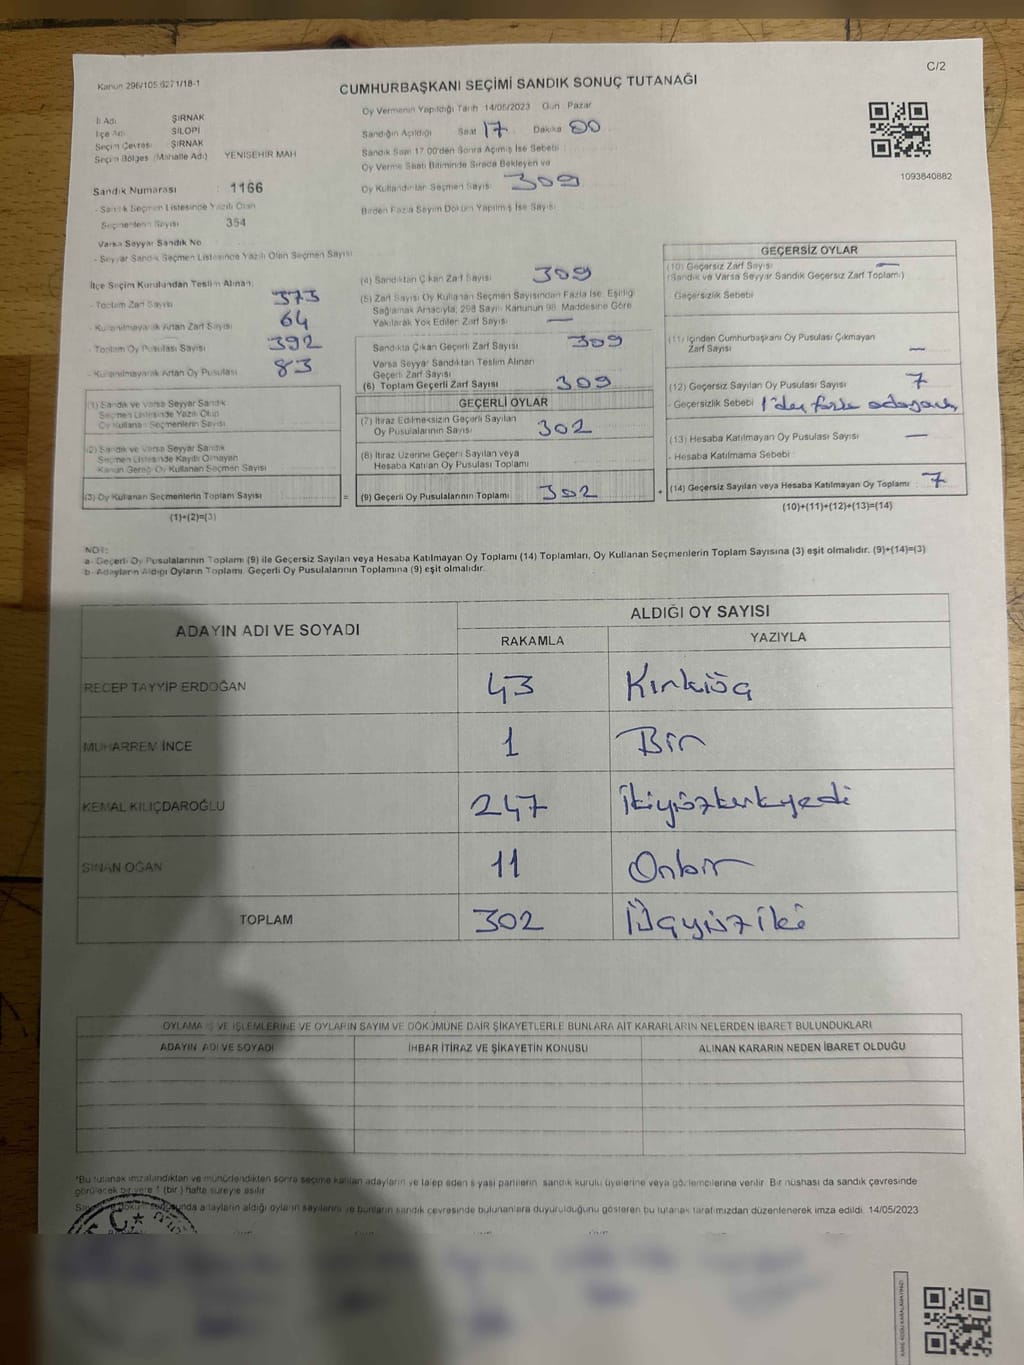 C/2
Kanun 296/105 6271/18-1
CUMHURBAŞKANI SEÇİMİ SANDIK SONUÇ TUTANAĞI
Oy Vermenin Yapıldığı Tarih 14/05/2023 Gün Pazar
İl Adı ŞIRNAK
İlçe Adı SİLOPİ
Seçim Çevresi ŞIRNAK
Seçim Bölgesi (Mahalle Adı) YENİŞEHİR MAH
Sandığın Açıldığı Saat 17 Dakika 00
Sandık Saat 17.00'den Sonra Açılmış İse Sebebi :
Oy Verme Saati Bitiminde Sırada Bekleyen ve
Oy Kullandırılan Seçmen Sayısı 309
Birden Fazla Sayım Döküm Yapılmış İse Sayısı
1093840882
Sandık Numarası : 1166
- Sandık Seçmen Listesinde Yazılı Olan
Seçmenlerin Sayısı 354
Varsa Seyyar Sandık No
- Seyyar Sandık Seçmen Listesinde Yazılı Olan Seçmen Sayısı
İlçe Seçim Kurulundan Teslim Alınan:
- Toplam Zarf Sayısı 373
- Kullanılmayarak Artan Zarf Sayısı 64
- Toplam Oy Pusulası Sayısı 392
- Kullanılmayarak Artan Oy Pusulası 83
(1) Sandık ve Varsa Seyyar Sandık
Seçmen Listesinde Yazılı Olup
Oy Kullanan Seçmenlerin Sayısı
(2) Sandık ve Varsa Seyyar Sandık
Seçmen Listesinde Kayıtlı Olmayan
Kanun Gereği Oy Kullanan Seçmen Sayısı
(3) Oy Kullanan Seçmenlerin Toplam Sayısı =
(1)+(2)=(3)
(4) Sandıktan Çıkan Zarf Sayısı 309
(5) Zarf Sayısı Oy Kullanan Seçmen Sayısından Fazla İse, Eşitliği
Sağlamak Amacıyla, 298 Sayılı Kanunun 98. Maddesine Göre
Yakılarak Yok Edilen Zarf Sayısı —
Sandıkta Çıkan Geçerli Zarf Sayısı 309
Varsa Seyyar Sandıktan Teslim Alınan
Geçerli Zarf Sayısı
(6) Toplam Geçerli Zarf Sayısı 309
GEÇERLİ OYLAR
(7) İtiraz Edilmeksizin Geçerli Sayılan
Oy Pusulalarının Sayısı 302
(8) İtiraz Üzerine Geçerli Sayılan veya
Hesaba Katılan Oy Pusulası Toplamı
(9) Geçerli Oy Pusulalarının Toplamı 302 +
GEÇERSİZ OYLAR
(10) Geçersiz Zarf Sayısı —
(Sandık ve Varsa Seyyar Sandık Geçersiz Zarf Toplamı)
Geçersizlik Sebebi
(11) İçinden Cumhurbaşkanı Oy Pusulası Çıkmayan
Zarf Sayısı —
(12) Geçersiz Sayılan Oy Pusulası Sayısı 7
- Geçersizlik Sebebi 1'den fazla
(13) Hesaba Katılmayan Oy Pusulası Sayısı —
- Hesaba Katılmama Sebebi
(14) Geçersiz Sayılan veya Hesaba Katılmayan Oy Toplamı : 7
(10)+(11)+(12)+(13)=(14)
NOT:
a- Geçerli Oy Pusulalarının Toplamı (9) ile Geçersiz Sayılan veya Hesaba Katılmayan Oy Toplamı (14) Toplamları, Oy Kullanan Seçmenlerin Toplam Sayısına (3) eşit olmalıdır. (9)+(14)=(3)
b- Adayların Aldığı Oyların Toplamı, Geçerli Oy Pusulalarının Toplamına (9) eşit olmalıdır.
ADAYIN ADI VE SOYADI ALDIĞI OY SAYISI
RAKAMLA YAZIYLA
RECEP TAYYİP ERDOĞAN 43 Kırküç
MUHARREM İNCE 1 Bir
KEMAL KILIÇDAROĞLU 247 İkiyüzkırkyedi
SİNAN OĞAN 11 Onbir
TOPLAM 302 Üçyüziki
OYLAMA İŞ VE İŞLEMLERİNE VE OYLARIN SAYIM VE DÖKÜMÜNE DAİR ŞİKAYETLERLE BUNLARA AİT KARARLARIN NELERDEN İBARET BULUNDUKLARI
ADAYIN ADI VE SOYADI İHBAR İTİRAZ VE ŞİKAYETİN KONUSU ALINAN KARARIN NEDEN İBARET OLDUĞU
*Bu tutanak imzalandıktan ve mühürlendikten sonra seçime katılan adayların ve talep eden siyasi partilerin, sandık kurulu üyelerine veya gözlemcilerine verilir. Bir nüshası da sandık çevresinde
görülecek bir yere 1 (bir) hafta süreyle asılır.
adayların aldığı oyların sayılarını ve bunların sandık çevresinde bulunanlara duyurulduğunu gösteren bu tutanak tarafımızdan düzenlenerek imza edildi. 14/05/2023